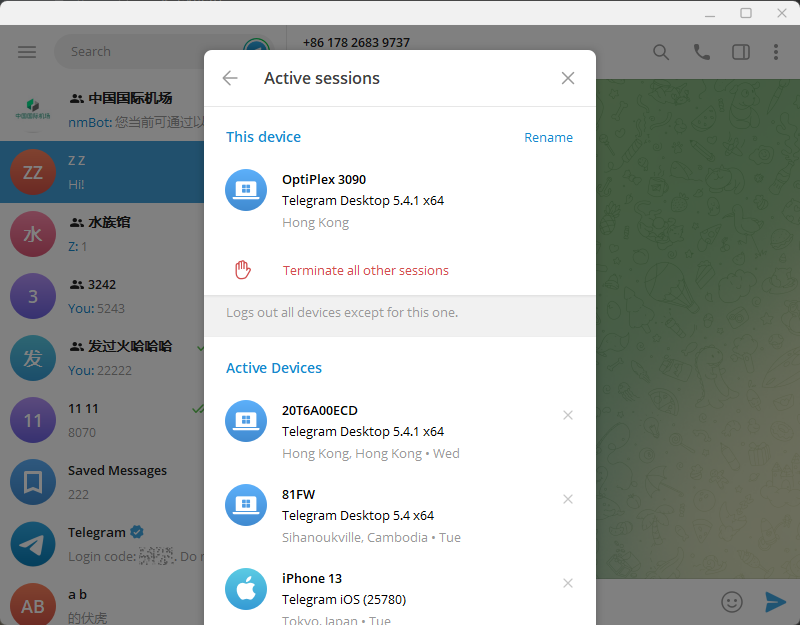 Search
+86 178 2683 9737
中国国际机场
中国国际机场
nmBot: 您当前可通过以
ZZ
Z Z
Hi!
水
水族馆
Z: 1
3
3242
You: 5243
发
发过火哈哈哈
You: 22222
11
11 11
8070
Saved Messages
222
Telegram
Login code:
. Do
AB
a b
的伏虎
Active sessions
This device
Rename
OptiPlex 3090
Telegram Desktop 5.4.1 x64
Hong Kong
Terminate all other sessions
Logs out all devices except for this one.
Active Devices
20T6A00ECD
Telegram Desktop 5.4.1 x64
Hong Kong, Hong Kong • Wed
81FW
Telegram Desktop 5.4 x64
Sihanoukville, Cambodia • Tue
iPhone 13
Telegram iOS (25780)
Tokyo, Japan • Tue